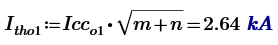 I_tho1 := Icc_o1 • √(m + n) = 2.64 kA